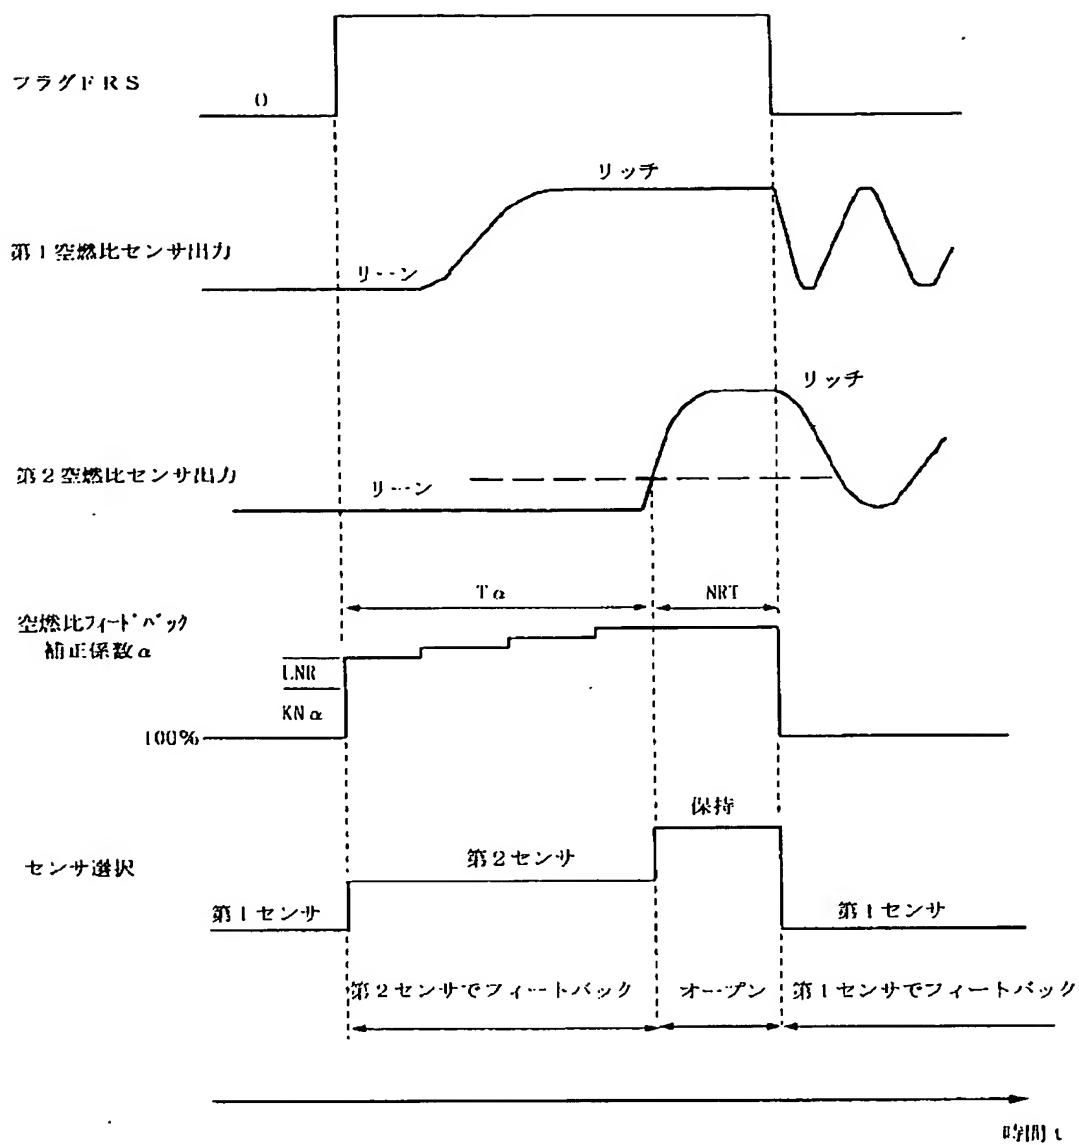 フラグFRS
0
リッチ
第1空燃比センサ出力
リーン
リッチ
第2空燃比センサ出力
リーン
Tα
NRT
空燃比フィードバック
補正係数α
LNR
KNα
100%
保持
センサ選択
第2センサ
第1センサ
第1センサ
第2センサでフィートバック
オープン
第1センサでフィートバック
時間 t